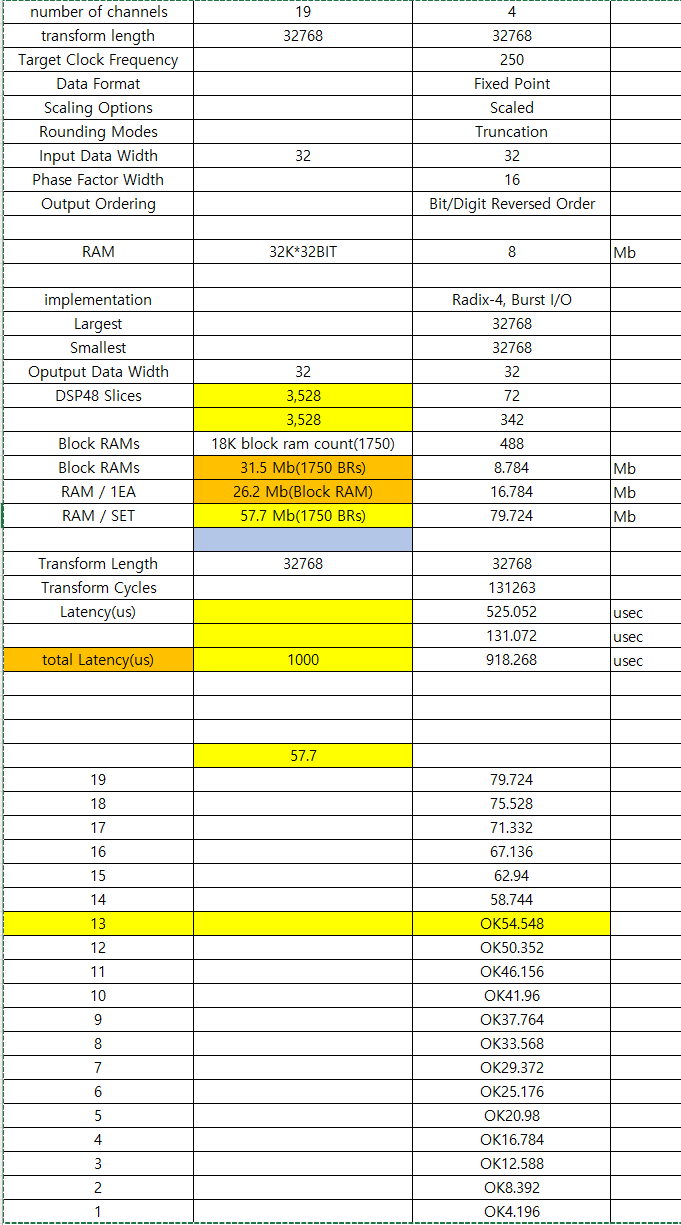 number of channels 19 4
transform length 32768 32768
Target Clock Frequency 250
Data Format Fixed Point
Scaling Options Scaled
Rounding Modes Truncation
Input Data Width 32 32
Phase Factor Width 16
Output Ordering Bit/Digit Reversed Order
RAM 32K*32BIT 8 Mb
implementation Radix-4, Burst I/O
Largest 32768
Smallest 32768
Oputput Data Width 32 32
DSP48 Slices 3,528 72
3,528 342
Block RAMs 18K block ram count(1750) 488
Block RAMs 31.5 Mb(1750 BRs) 8.784 Mb
RAM / 1EA 26.2 Mb(Block RAM) 16.784 Mb
RAM / SET 57.7 Mb(1750 BRs) 79.724 Mb
Transform Length 32768 32768
Transform Cycles 131263
Latency(us) 525.052 usec
131.072 usec
total Latency(us) 1000 918.268 usec
57.7
19 79.724
18 75.528
17 71.332
16 67.136
15 62.94
14 58.744
13 OK54.548
12 OK50.352
11 OK46.156
10 OK41.96
9 OK37.764
8 OK33.568
7 OK29.372
6 OK25.176
5 OK20.98
4 OK16.784
3 OK12.588
2 OK8.392
1 OK4.196